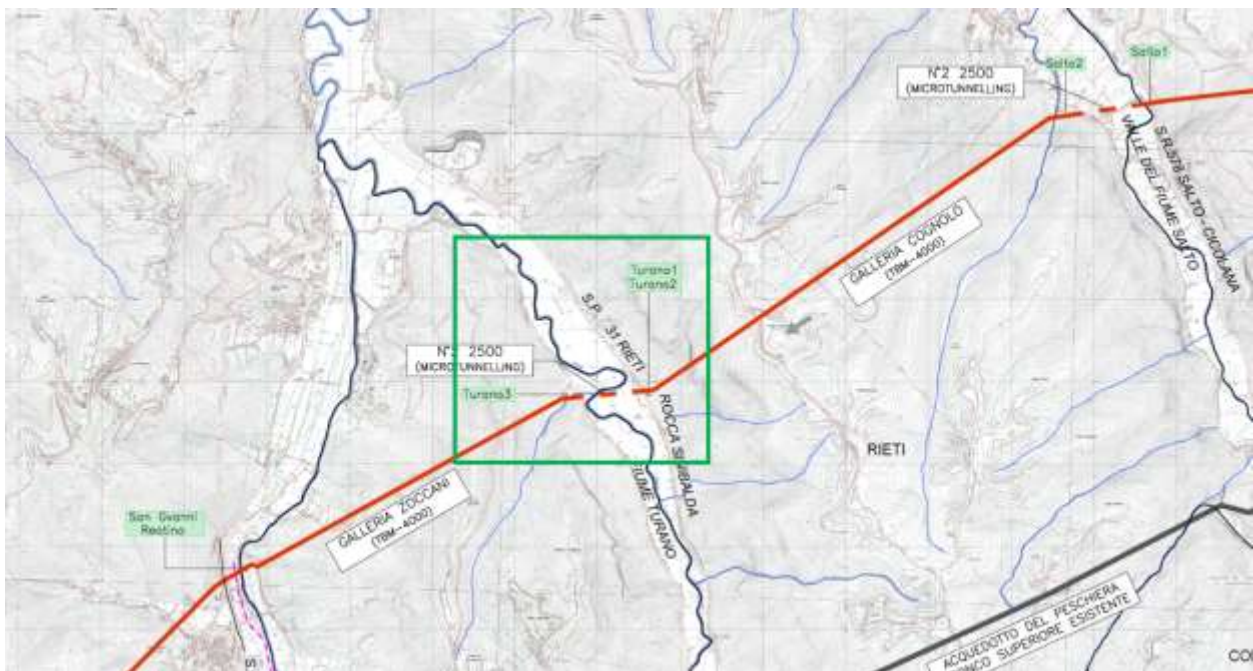 Salto2
Salto1
N°2 2500
(MICROTUNNELLING)
VALLE DEL FIUME SALTO
S.R.578 SALTO-CICOLANA
GALLERIA COGNOLO
(TBM-4000)
Turano1
Turano2
S.P. 31 RIETI
ROCCA SINIBALDA
2500
(MICROTUNNELLING)
Turano3
RIETI
FIUME TURANO
GALLERIA ZOCCANI
(TBM-4000)
San Gvanni
Reatino
ACQUEDOTTO DEL PESCHIERA
TRONCO SUPERIORE ESISTENTE
S
CO